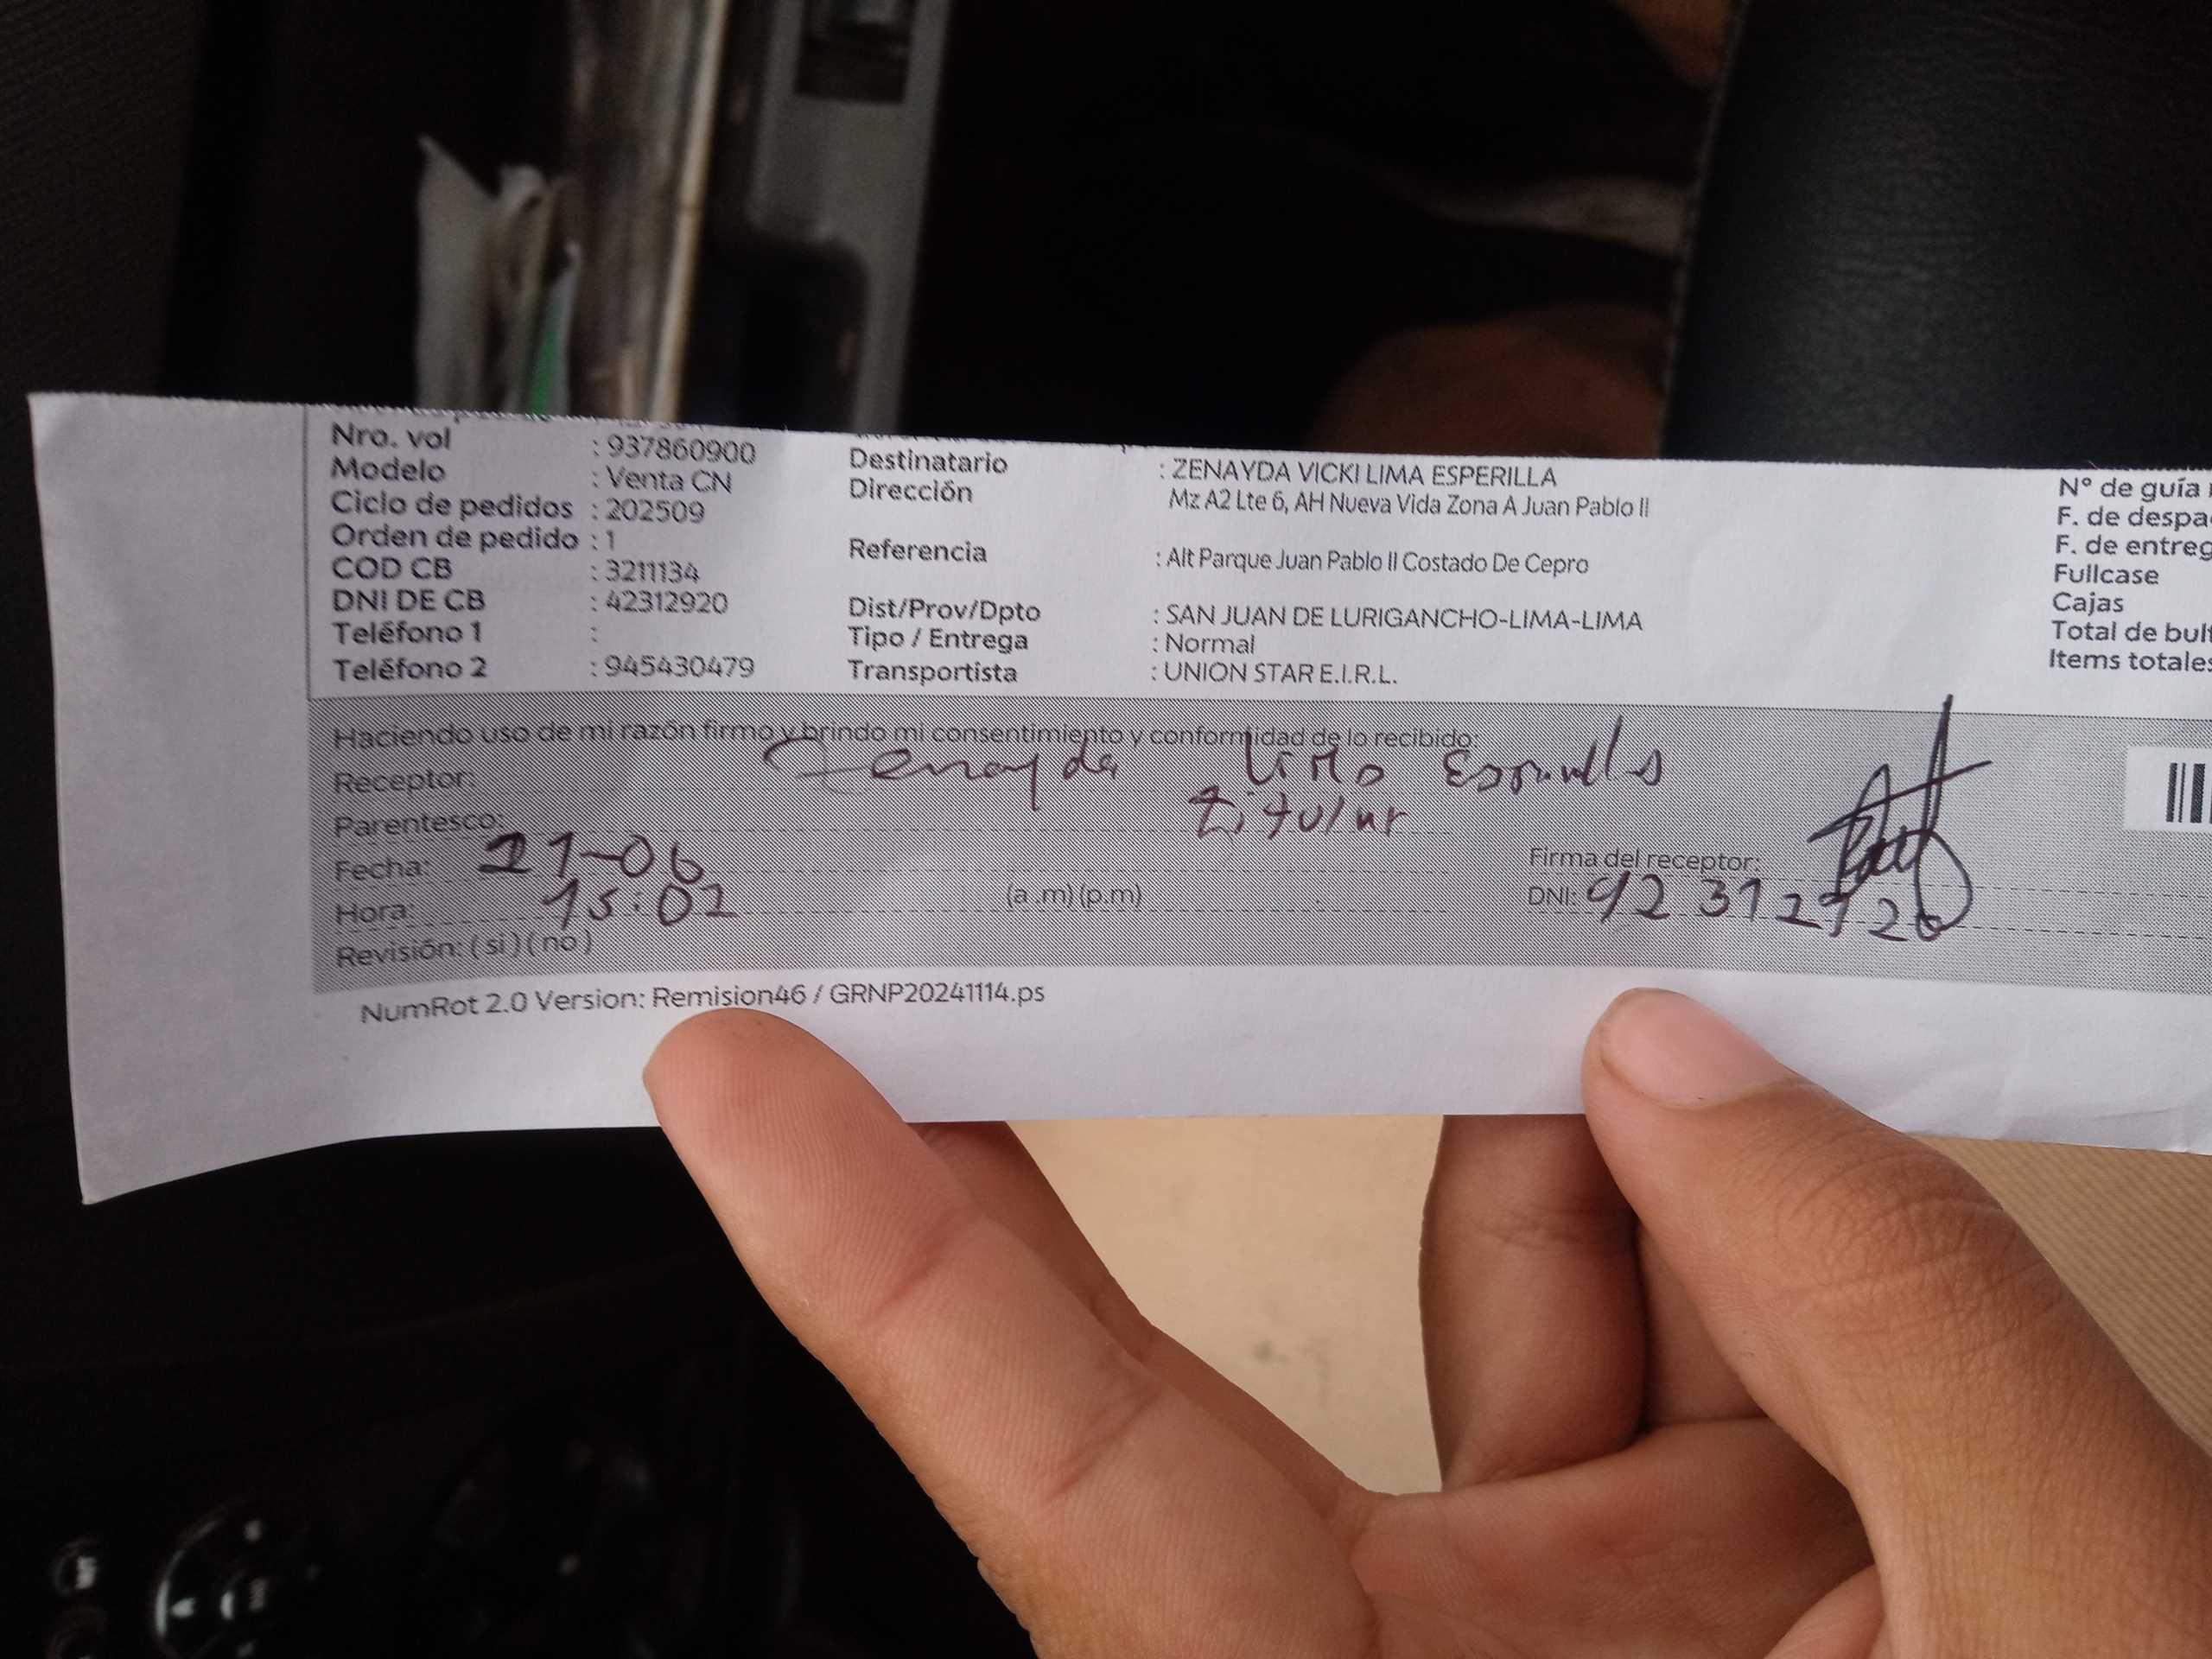 Nro. vol : 937860900
Modelo : Venta CN
Ciclo de pedidos : 202509
Orden de pedido : 1
COD CB : 3211134
DNI DE CB : 42312920
Teléfono 1 :
Teléfono 2 : 945430479
Destinatario : ZENAYDA VICKI LIMA ESPERILLA
Dirección Mz A2 Lte 6, AH Nueva Vida Zona A Juan Pablo II
Referencia : Alt Parque Juan Pablo II Costado De Cepro
Dist/Prov/Dpto : SAN JUAN DE LURIGANCHO-LIMA-LIMA
Tipo / Entrega : Normal
Transportista : UNION STAR E.I.R.L.
N° de guía
F. de despa
F. de entreg
Fullcase
Cajas
Total de bult
Items totales
Haciendo uso de mi razón firmo y brindo mi consentimiento y conformidad de lo recibido:
Receptor: Zenayda Lima
Parentesco: titular
Fecha: 21-06
Hora: 15:02 (a .m) (p.m)
Revisión: ( si ) ( no )
Firma del receptor:
DNI: 42312920
NumRot 2.0 Version: Remision46 / GRNP20241114.ps